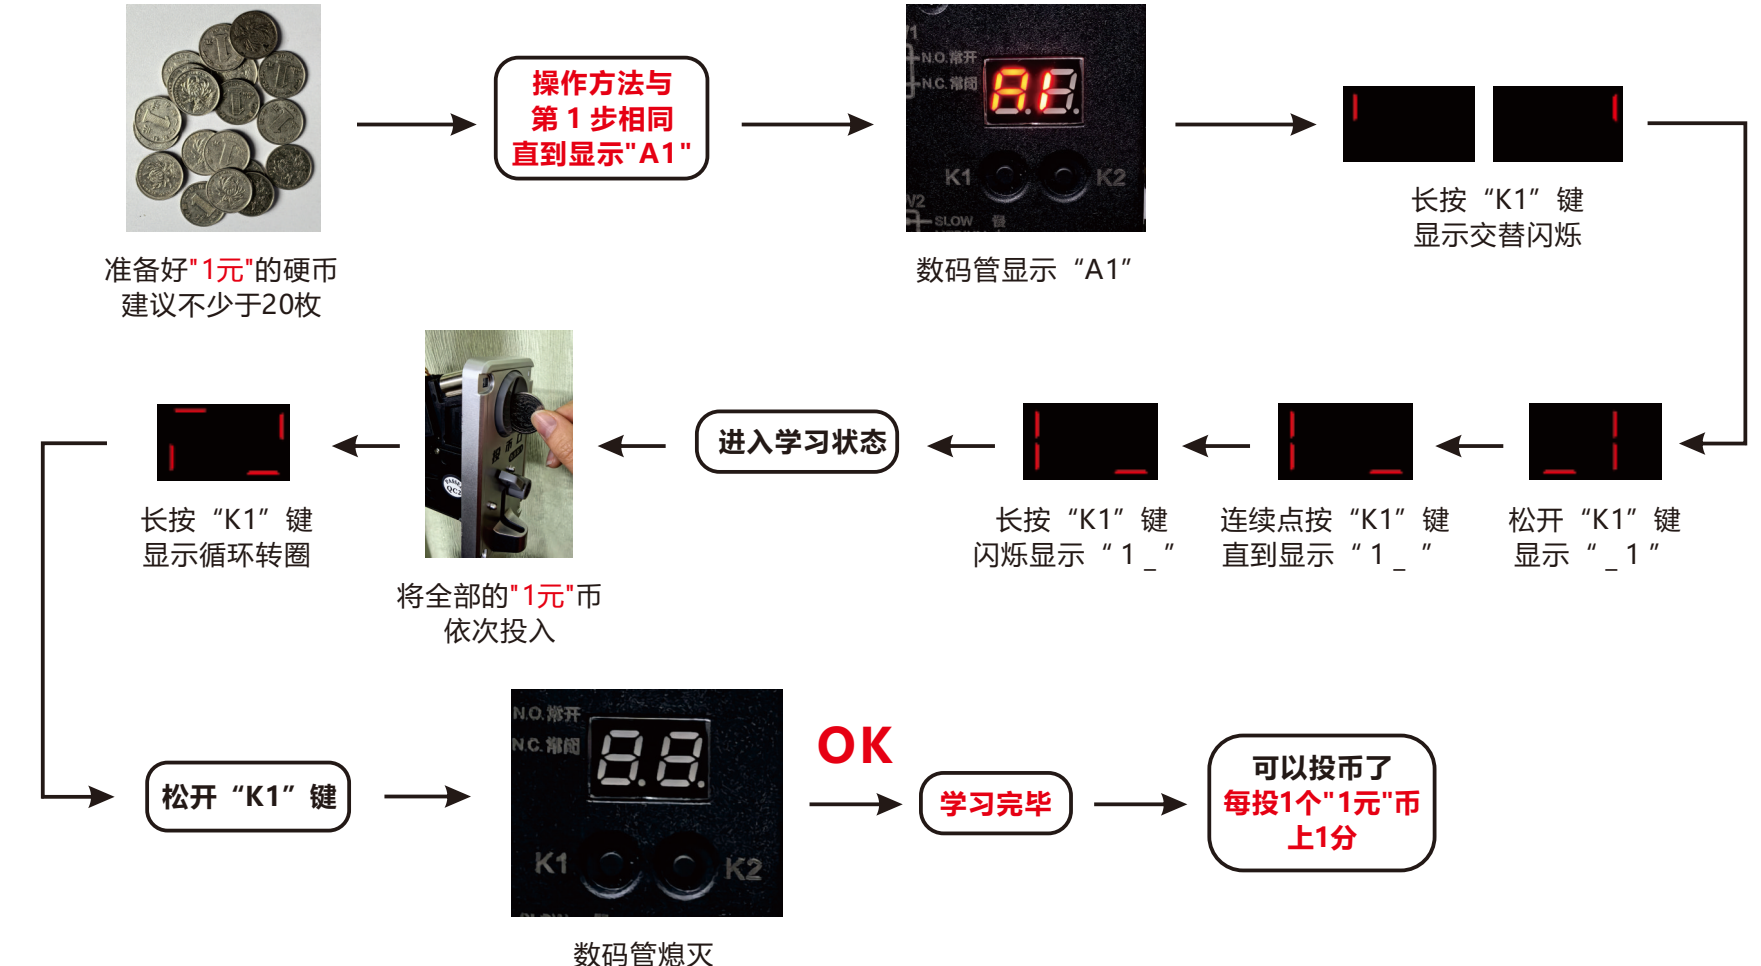 准备好"1元"的硬币
建议不少于20枚
操作方法与
第 1 步相同
直到显示"A1"
N.O.常开
N.C.常闭
A1
K1
K2
SLOW 慢
数码管显示“A1”
长按“K1”键
显示交替闪烁
松开“K1”键
显示“_1”
连续点按“K1”键
直到显示“1_”
长按“K1”键
闪烁显示“1_”
进入学习状态
将全部的"1元"币
依次投入
长按“K1”键
显示循环转圈
松开“K1”键
N.O.常开
N.C.常闭
K1
K2
数码管熄灭
OK
学习完毕
可以投币了
每投1个"1元"币
上1分